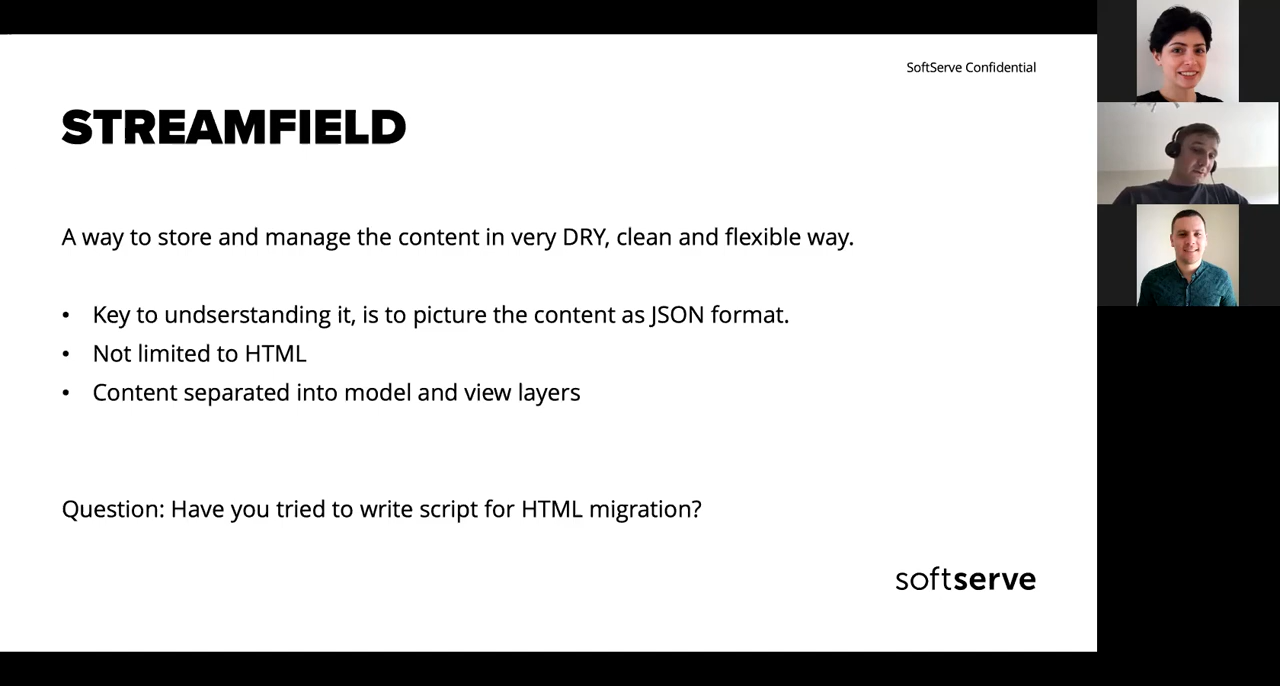 SoftServe Confidential
STREAMFIELD
A way to store and manage the content in very DRY, clean and flexible way.
• Key to undserstanding it, is to picture the content as JSON format.
• Not limited to HTML
• Content separated into model and view layers
Question: Have you tried to write script for HTML migration?
softserve